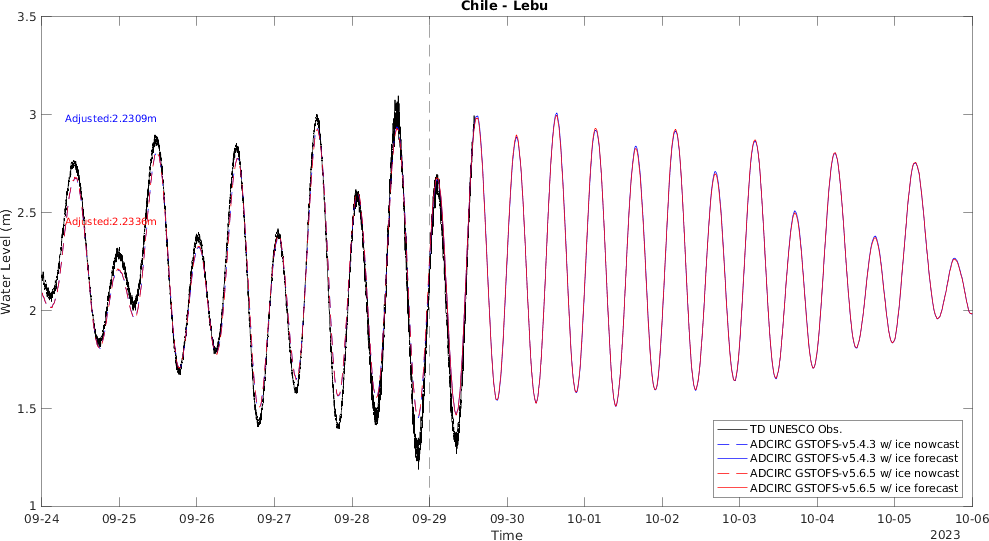 Chile - Lebu
3.5
3
2.5
2
1.5
1
Water Level (m)
Adjusted:2.2309m
Adjusted:2.2336m
TD UNESCO Obs.
ADCIRC GSTOFS-v5.4.3 w/ ice nowcast
ADCIRC GSTOFS-v5.4.3 w/ ice forecast
ADCIRC GSTOFS-v5.6.5 w/ ice nowcast
ADCIRC GSTOFS-v5.6.5 w/ ice forecast
09-24 09-25 09-26 09-27 09-28 09-29 09-30 10-01 10-02 10-03 10-04 10-05 10-06
Time
2023